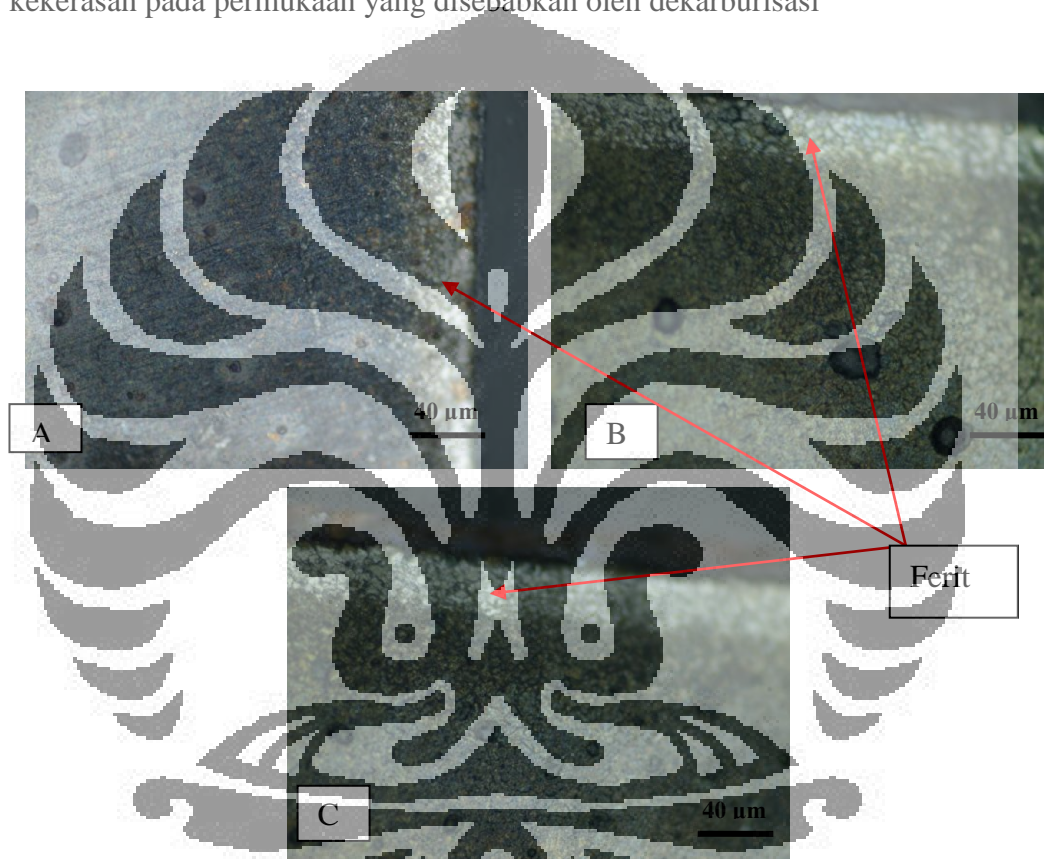 kekerasan pada permukaan yang disebabkan oleh dekarburisasi
40 µm
A
B
40 µm
Ferit
C
40 µm